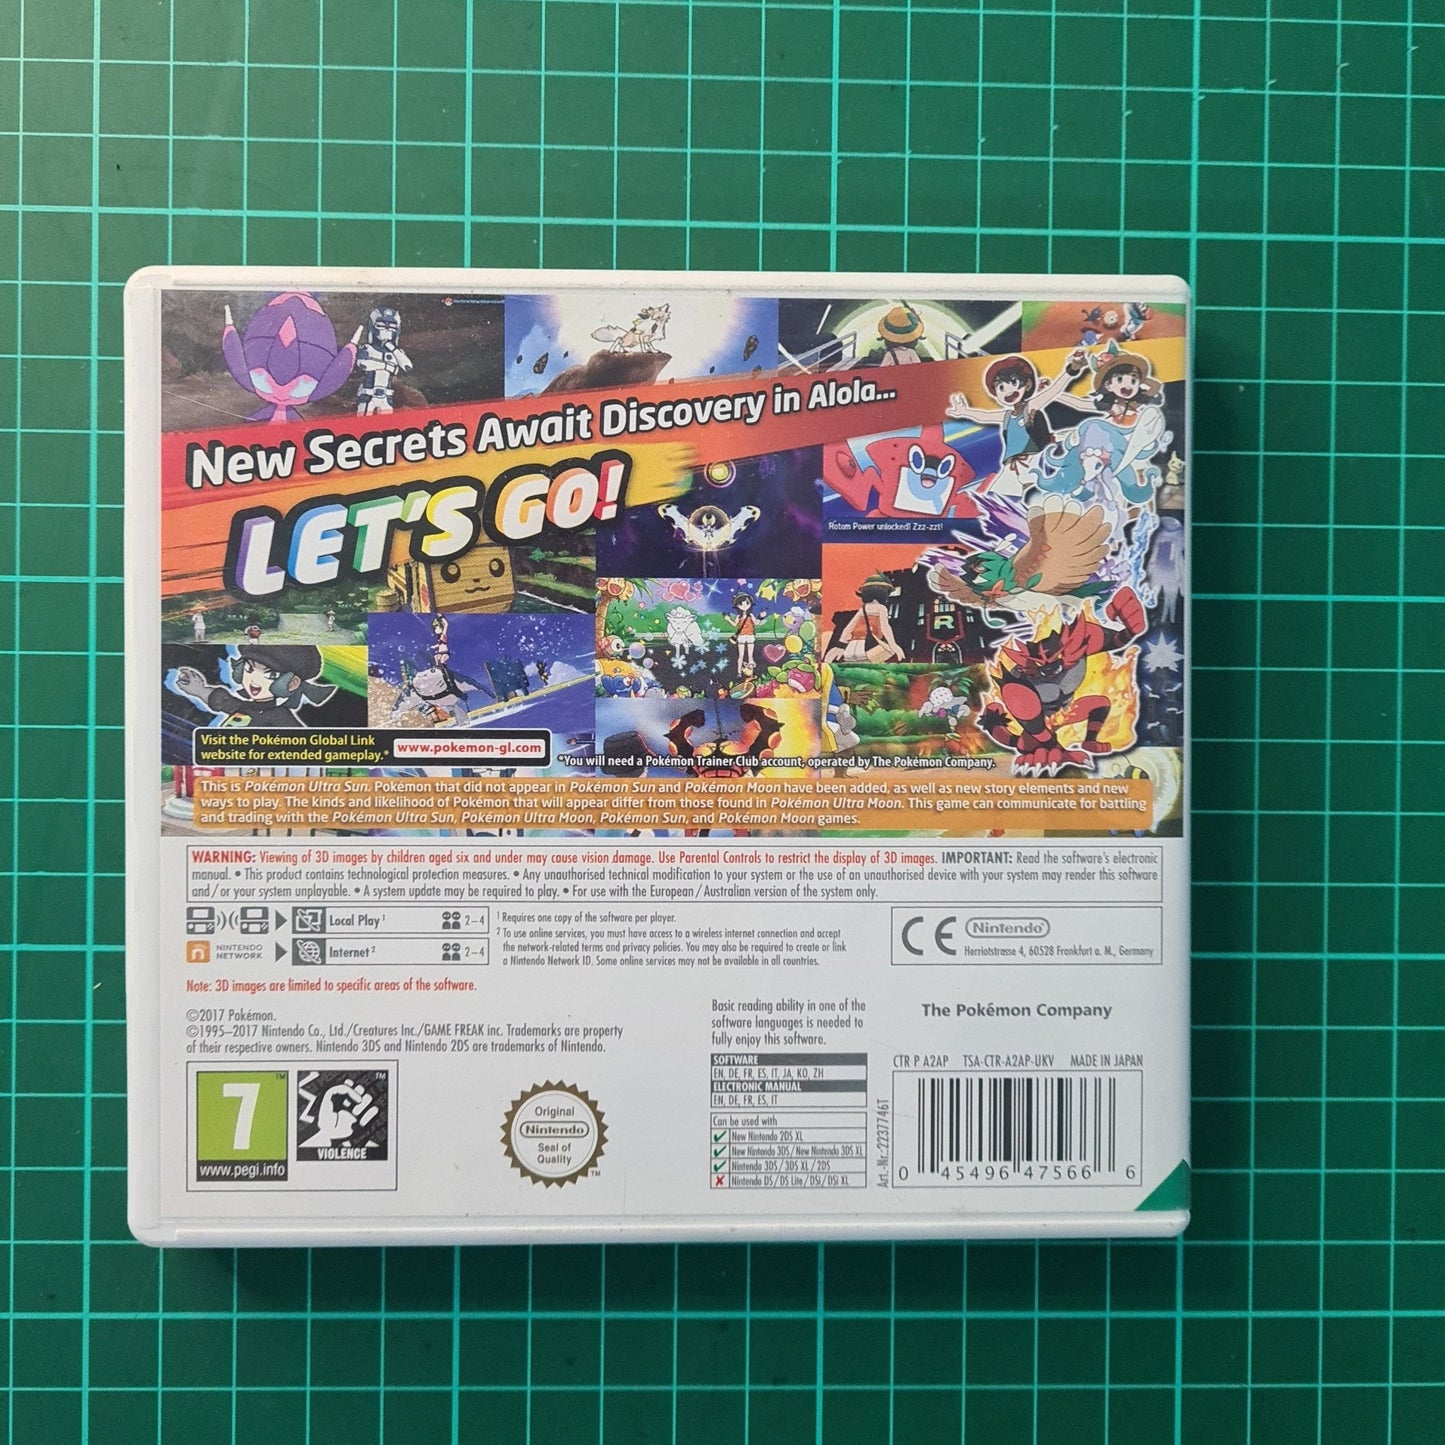 New Secrets Await Discovery in Alola...
LET'S GO!
Rotom Power unlocked! Zzz-zzt!
R
Visit the Pokémon Global Link
website for extended gameplay.*
www.pokemon-gl.com
*You will need a Pokémon Trainer Club account, operated by The Pokémon Company.
This is Pokémon Ultra Sun. Pokémon that did not appear in Pokémon Sun and Pokémon Moon have been added, as well as new story elements and new
ways to play. The kinds and likelihood of Pokémon that will appear differ from those found in Pokémon Ultra Moon. This game can communicate for battling
and trading with the Pokémon Ultra Sun, Pokémon Ultra Moon, Pokémon Sun, and Pokémon Moon games.
WARNING: Viewing of 3D images by children aged six and under may cause vision damage. Use Parental Controls to restrict the display of 3D images. IMPORTANT: Read the software's electronic
manual. • This product contains technological protection measures. • Any unauthorised technical modification to your system or the use of an unauthorised device with your system may render this software
and/or your system unplayable. • A system update may be required to play. • For use with the European/Australian version of the system only.
Local Play¹ 2–4
NINTENDO
NETWORK
Internet² 2–4
¹ Requires one copy of the software per player.
² To use online services, you must have access to a wireless internet connection and accept
the network-related terms and privacy policies. You may also be required to create or link
a Nintendo Network ID. Some online services may not be available in all countries.
CE Nintendo
Herriotstrasse 4, 60528 Frankfurt a. M., Germany
Note: 3D images are limited to specific areas of the software.
©2017 Pokémon.
©1995–2017 Nintendo Co., Ltd./Creatures Inc./GAME FREAK inc. Trademarks are property
of their respective owners. Nintendo 3DS and Nintendo 2DS are trademarks of Nintendo.
Basic reading ability in one of the
software languages is needed to
fully enjoy this software.
The Pokémon Company
SOFTWARE
EN, DE, FR, ES, IT, JA, KO, ZH
ELECTRONIC MANUAL
EN, DE, FR, ES, IT
Can be used with
New Nintendo 2DS XL
New Nintendo 3DS/New Nintendo 3DS XL
Nintendo 3DS/3DS XL/2DS
Nintendo DS/DS Lite/DSi/DSi XL
CTR P A2AP TSA-CTR-A2AP-UKV MADE IN JAPAN
Art.-Nr. 2237746T
0 45496 47566 6
7 TM
www.pegi.info
TM
VIOLENCE
Original
Nintendo
Seal of
Quality
TM